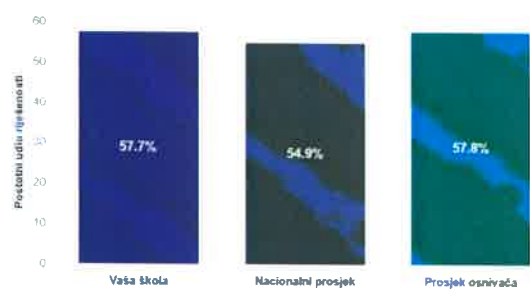 60
50
40
30
20
10
0
Postotni udio riješenosti
57.7%
54.9%
57.8%
Vaša škola
Nacionalni prosjek
Prosjek osnivača